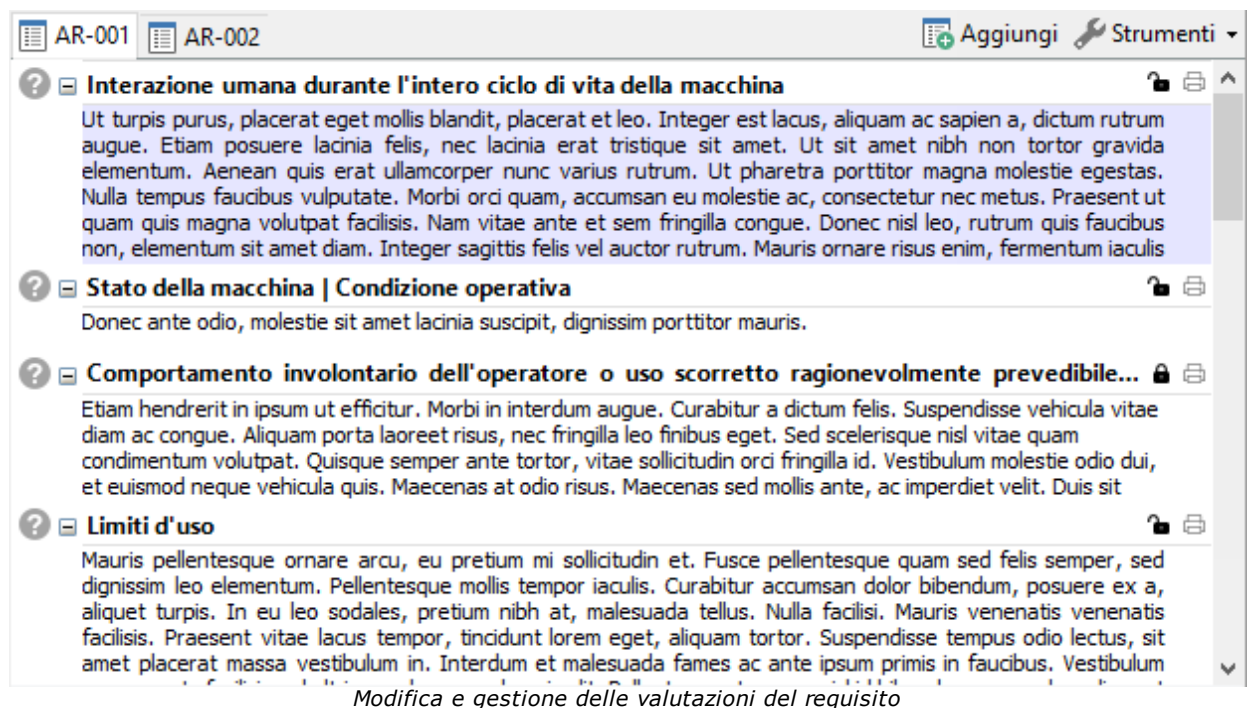 AR-001 AR-002 Aggiungi Strumenti
Interazione umana durante l'intero ciclo di vita della macchina
Ut turpis purus, placerat eget mollis blandit, placerat et leo. Integer est lacus, aliquam ac sapien a, dictum rutrum
augue. Etiam posuere lacinia felis, nec lacinia erat tristique sit amet. Ut sit amet nibh non tortor gravida
elementum. Aenean quis erat ullamcorper nunc varius rutrum. Ut pharetra porttitor magna molestie egestas.
Nulla tempus faucibus vulputate. Morbi orci quam, accumsan eu molestie ac, consectetur nec metus. Praesent ut
quam quis magna volutpat facilisis. Nam vitae ante et sem fringilla congue. Donec nisl leo, rutrum quis faucibus
non, elementum sit amet diam. Integer sagittis felis vel auctor rutrum. Mauris ornare risus enim, fermentum iaculis
Stato della macchina | Condizione operativa
Donec ante odio, molestie sit amet lacinia suscipit, dignissim porttitor mauris.
Comportamento involontario dell'operatore o uso scorretto ragionevolmente prevedibile...
Etiam hendrerit in ipsum ut efficitur. Morbi in interdum augue. Curabitur a dictum felis. Suspendisse vehicula vitae
diam ac congue. Aliquam porta laoreet risus, nec fringilla leo finibus eget. Sed scelerisque nisl vitae quam
condimentum volutpat. Quisque semper ante tortor, vitae sollicitudin orci fringilla id. Vestibulum molestie odio dui,
et euismod neque vehicula quis. Maecenas at odio risus. Maecenas sed mollis ante, ac imperdiet velit. Duis sit
Limiti d'uso
Mauris pellentesque ornare arcu, eu pretium mi sollicitudin et. Fusce pellentesque quam sed felis semper, sed
dignissim leo elementum. Pellentesque mollis tempor iaculis. Curabitur accumsan dolor bibendum, posuere ex a,
aliquet turpis. In eu leo sodales, pretium nibh at, malesuada tellus. Nulla facilisi. Mauris venenatis venenatis
facilisis. Praesent vitae lacus tempor, tincidunt lorem eget, aliquam tortor. Suspendisse tempus odio lectus, sit
amet placerat massa vestibulum in. Interdum et malesuada fames ac ante ipsum primis in faucibus. Vestibulum
Modifica e gestione delle valutazioni del requisito